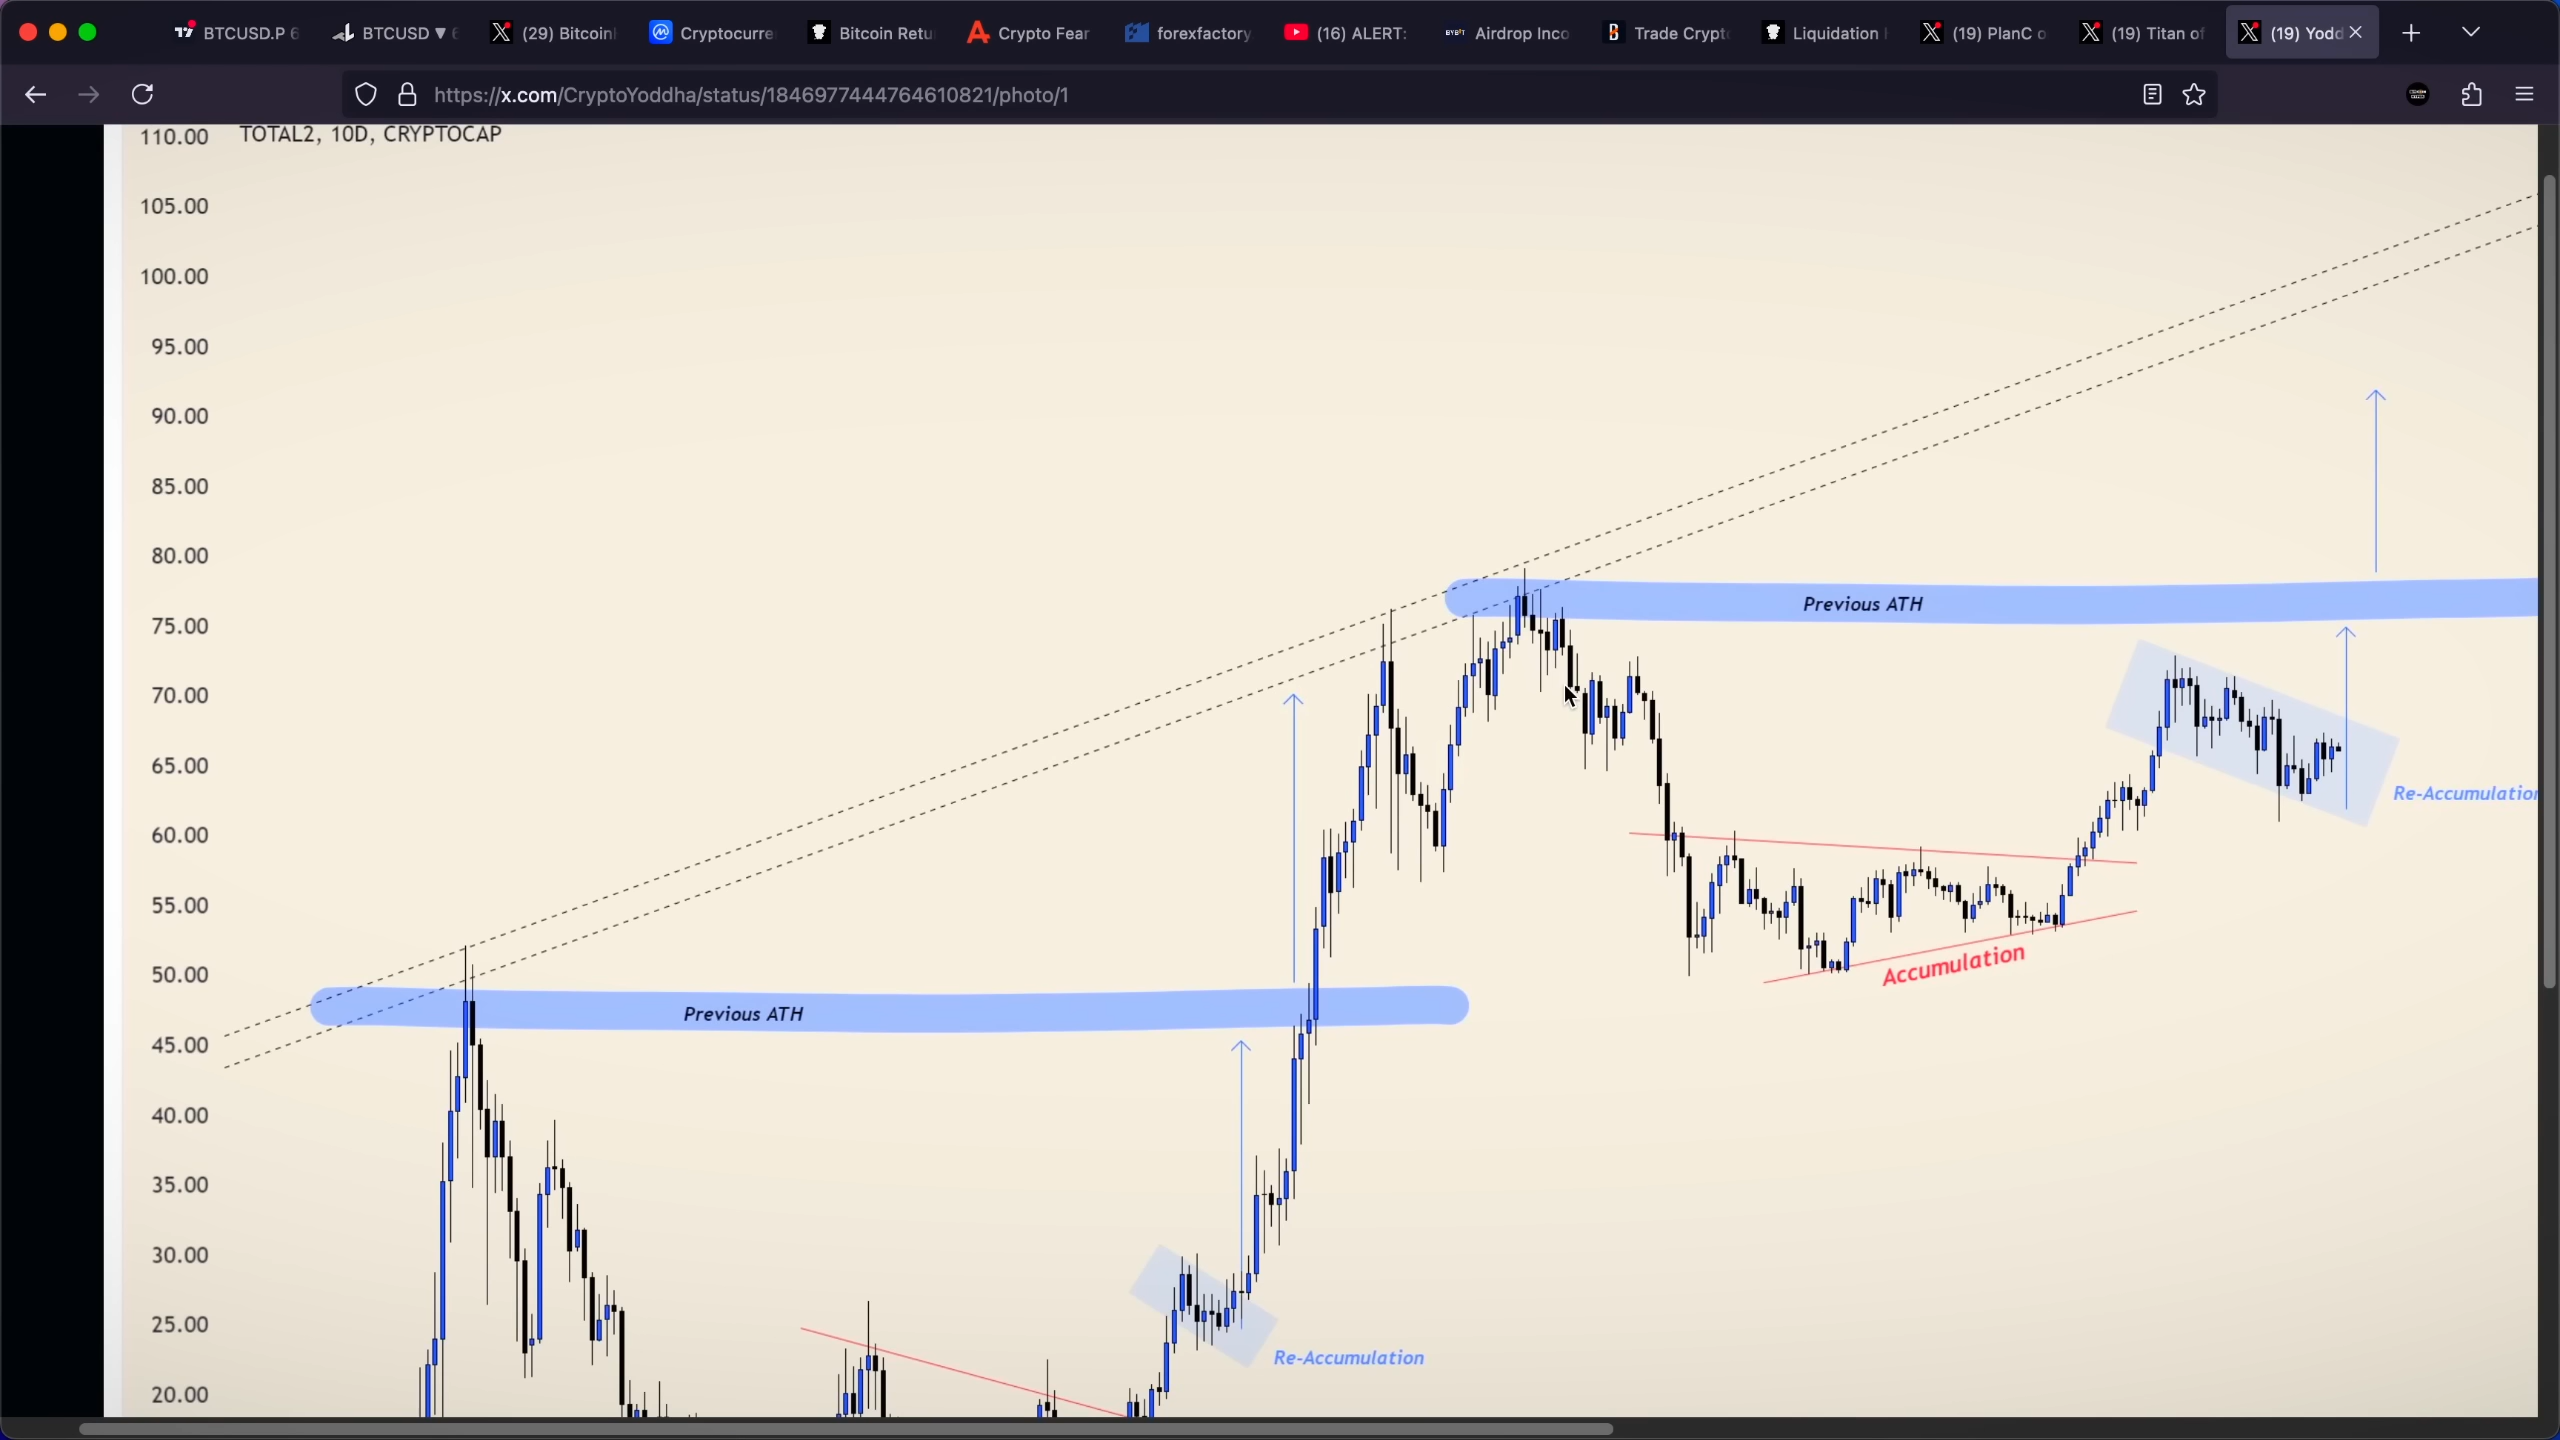 BTCUSD.P 6
BTCUSD ▼ 6
(29) Bitcoin
Cryptocurre
Bitcoin Retu
Crypto Fear
forexfactory
(16) ALERT:
Airdrop Inco
Trade Crypto
Liquidation
(19) PlanC o
(19) Titan of
(19) Yodd
https://x.com/CryptoYoddha/status/1846977444764610821/photo/1
TOTAL2, 10D, CRYPTOCAP
110.00
105.00
100.00
95.00
90.00
85.00
80.00
75.00
70.00
65.00
60.00
55.00
50.00
45.00
40.00
35.00
30.00
25.00
20.00
Previous ATH
Re-Accumulation
Accumulation
Previous ATH
Re-Accumulation